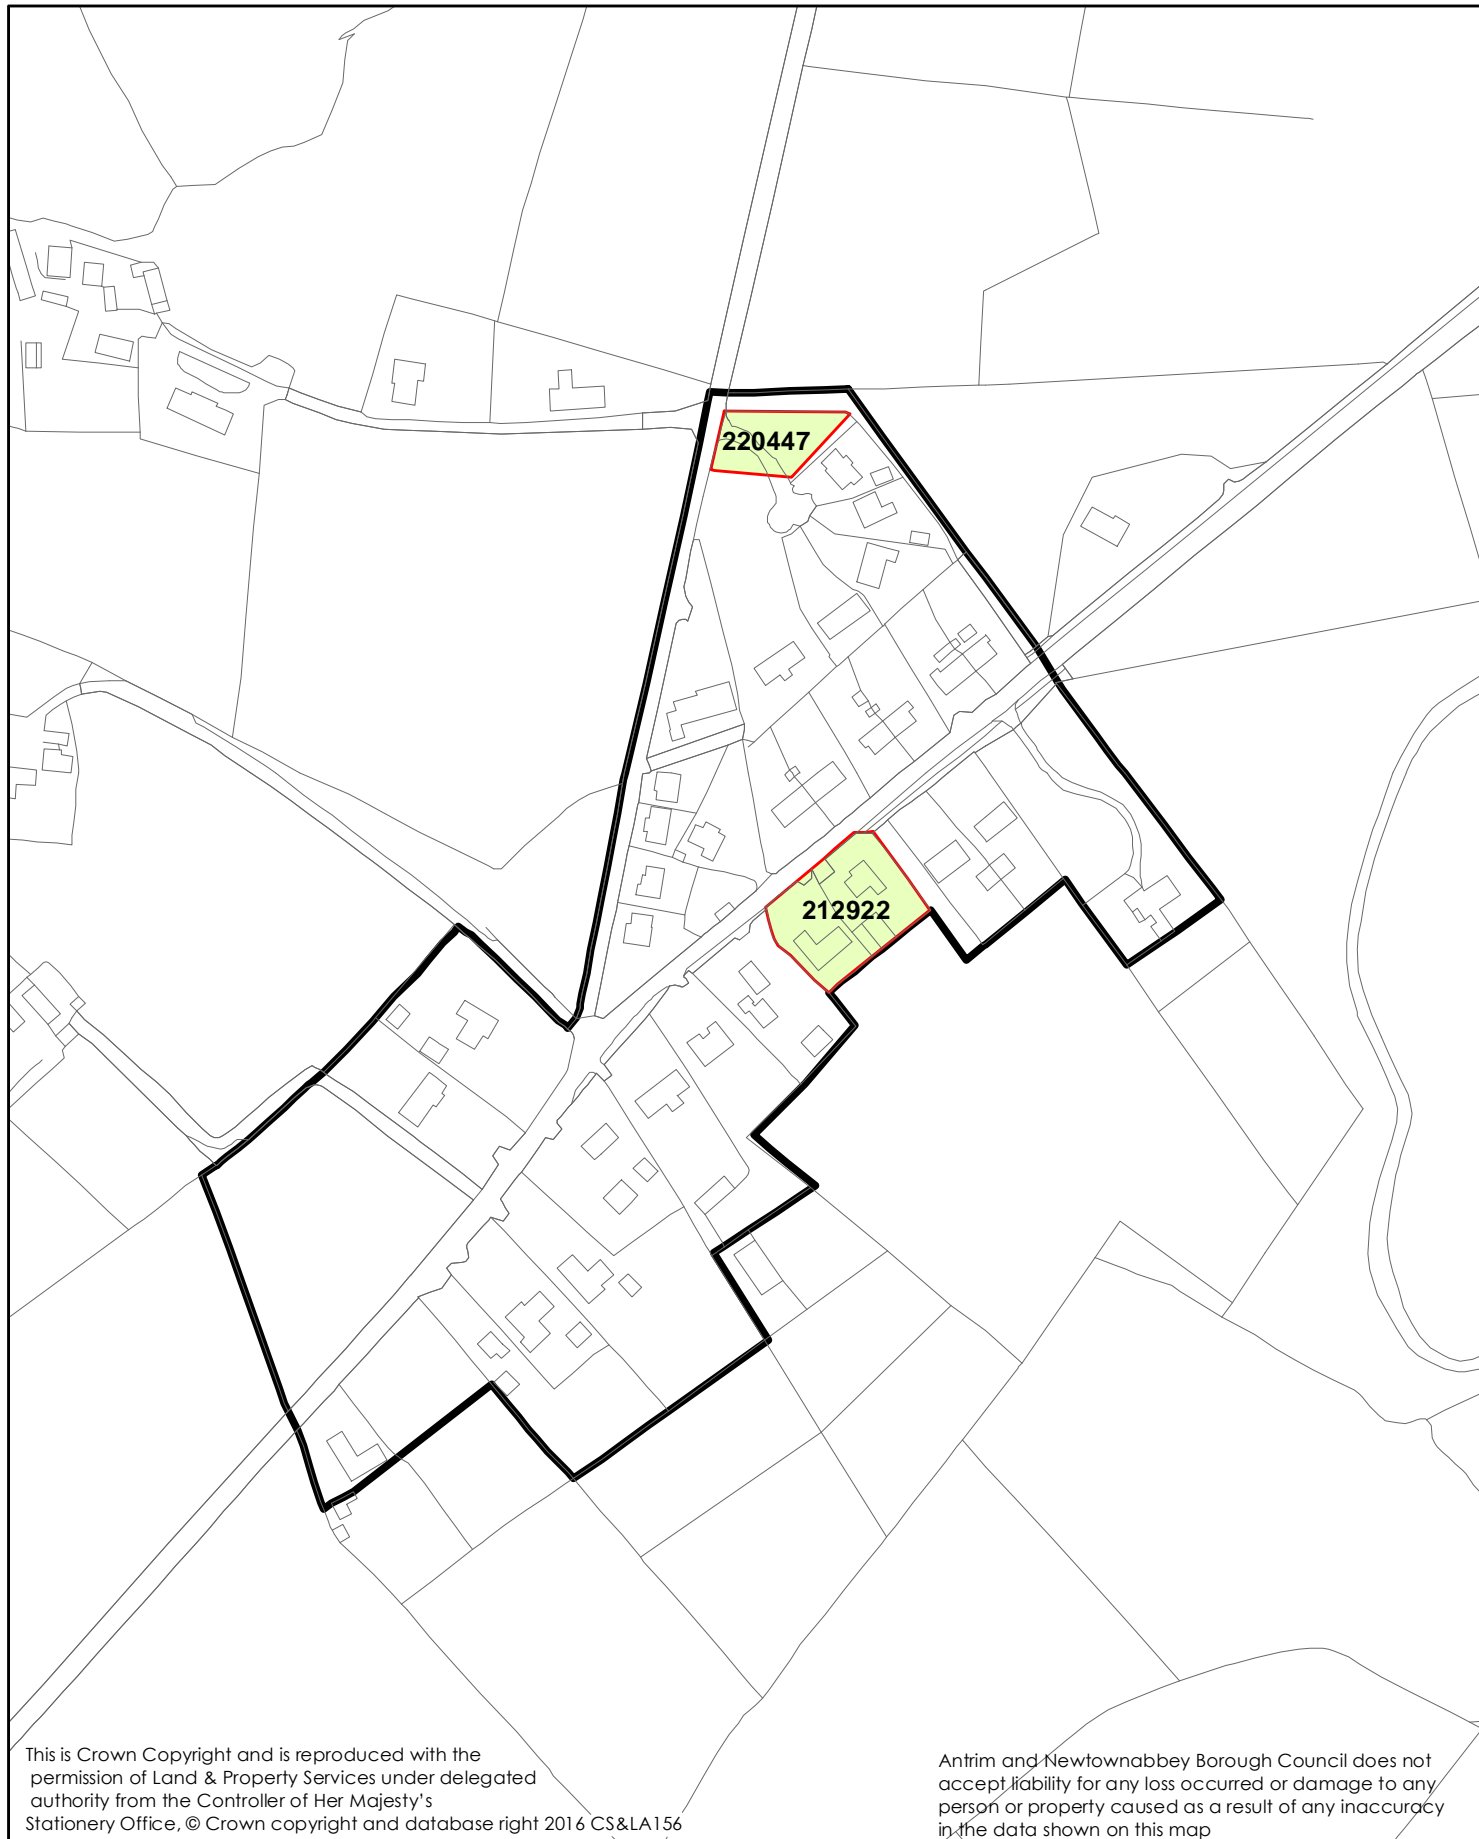 220447
212922
This is Crown Copyright and is reproduced with the
permission of Land & Property Services under delegated
authority from the Controller of Her Majesty's
Stationery Office, © Crown copyright and database right 2016 CS&LA156
Antrim and Newtownabbey Borough Council does not
accept liability for any loss occurred or damage to any
person or property caused as a result of any inaccuracy
in the data shown on this map